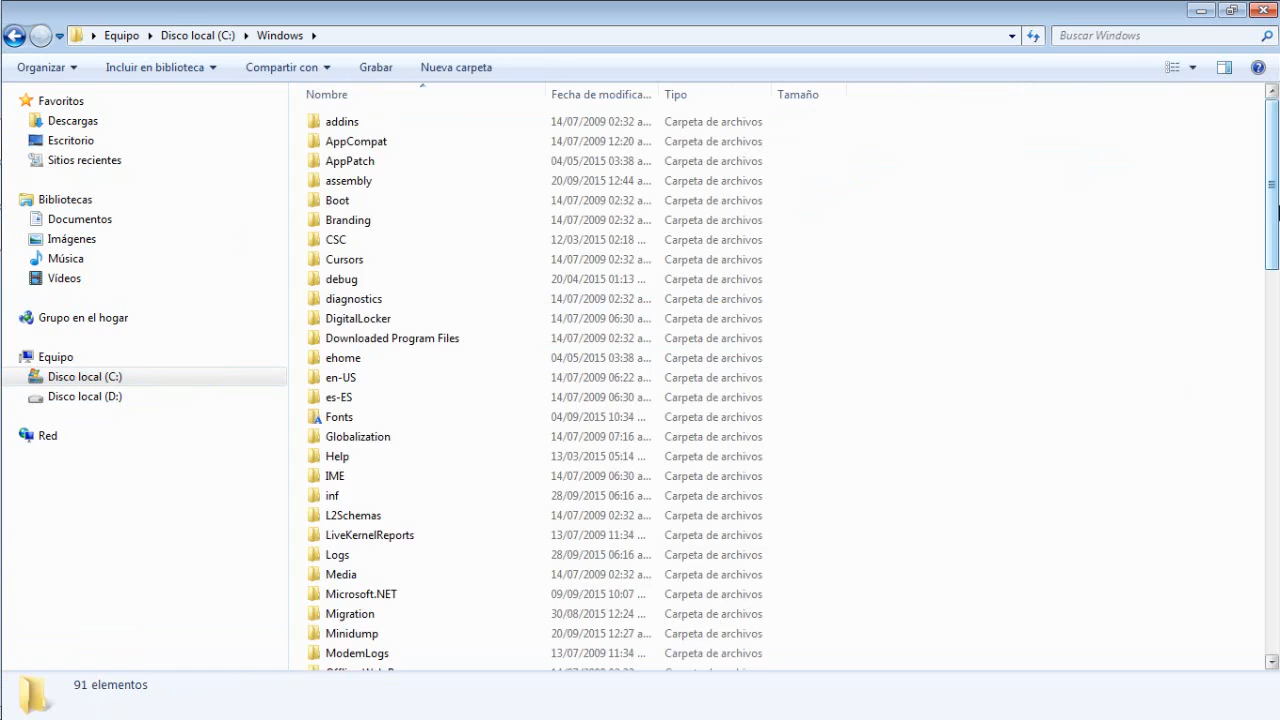 Equipo Disco local (C:) Windows
Buscar Windows
Organizar Incluir en biblioteca Compartir con Grabar Nueva carpeta
Favoritos
Descargas
Escritorio
Sitios recientes
Bibliotecas
Documentos
Imágenes
Música
Vídeos
Grupo en el hogar
Equipo
Disco local (C:)
Disco local (D:)
Red
Nombre Fecha de modifica... Tipo Tamaño
addins 14/07/2009 02:32 a... Carpeta de archivos
AppCompat 14/07/2009 12:20 a... Carpeta de archivos
AppPatch 04/05/2015 03:38 a... Carpeta de archivos
assembly 20/09/2015 12:44 a... Carpeta de archivos
Boot 14/07/2009 02:32 a... Carpeta de archivos
Branding 14/07/2009 02:32 a... Carpeta de archivos
CSC 12/03/2015 02:18 ... Carpeta de archivos
Cursors 14/07/2009 02:32 a... Carpeta de archivos
debug 20/04/2015 01:13 ... Carpeta de archivos
diagnostics 14/07/2009 02:32 a... Carpeta de archivos
DigitalLocker 14/07/2009 06:30 a... Carpeta de archivos
Downloaded Program Files 14/07/2009 02:32 a... Carpeta de archivos
ehome 04/05/2015 03:38 a... Carpeta de archivos
en-US 14/07/2009 06:22 a... Carpeta de archivos
es-ES 14/07/2009 06:30 a... Carpeta de archivos
Fonts 04/09/2015 10:34 ... Carpeta de archivos
Globalization 14/07/2009 07:16 a... Carpeta de archivos
Help 13/03/2015 05:14 ... Carpeta de archivos
IME 14/07/2009 06:30 a... Carpeta de archivos
inf 28/09/2015 06:16 a... Carpeta de archivos
L2Schemas 14/07/2009 02:32 a... Carpeta de archivos
LiveKernelReports 13/07/2009 11:34 ... Carpeta de archivos
Logs 28/09/2015 06:16 a... Carpeta de archivos
Media 14/07/2009 02:32 a... Carpeta de archivos
Microsoft.NET 09/09/2015 10:07 ... Carpeta de archivos
Migration 30/08/2015 12:24 ... Carpeta de archivos
Minidump 20/09/2015 12:27 a... Carpeta de archivos
ModemLogs 13/07/2009 11:34 ... Carpeta de archivos
91 elementos